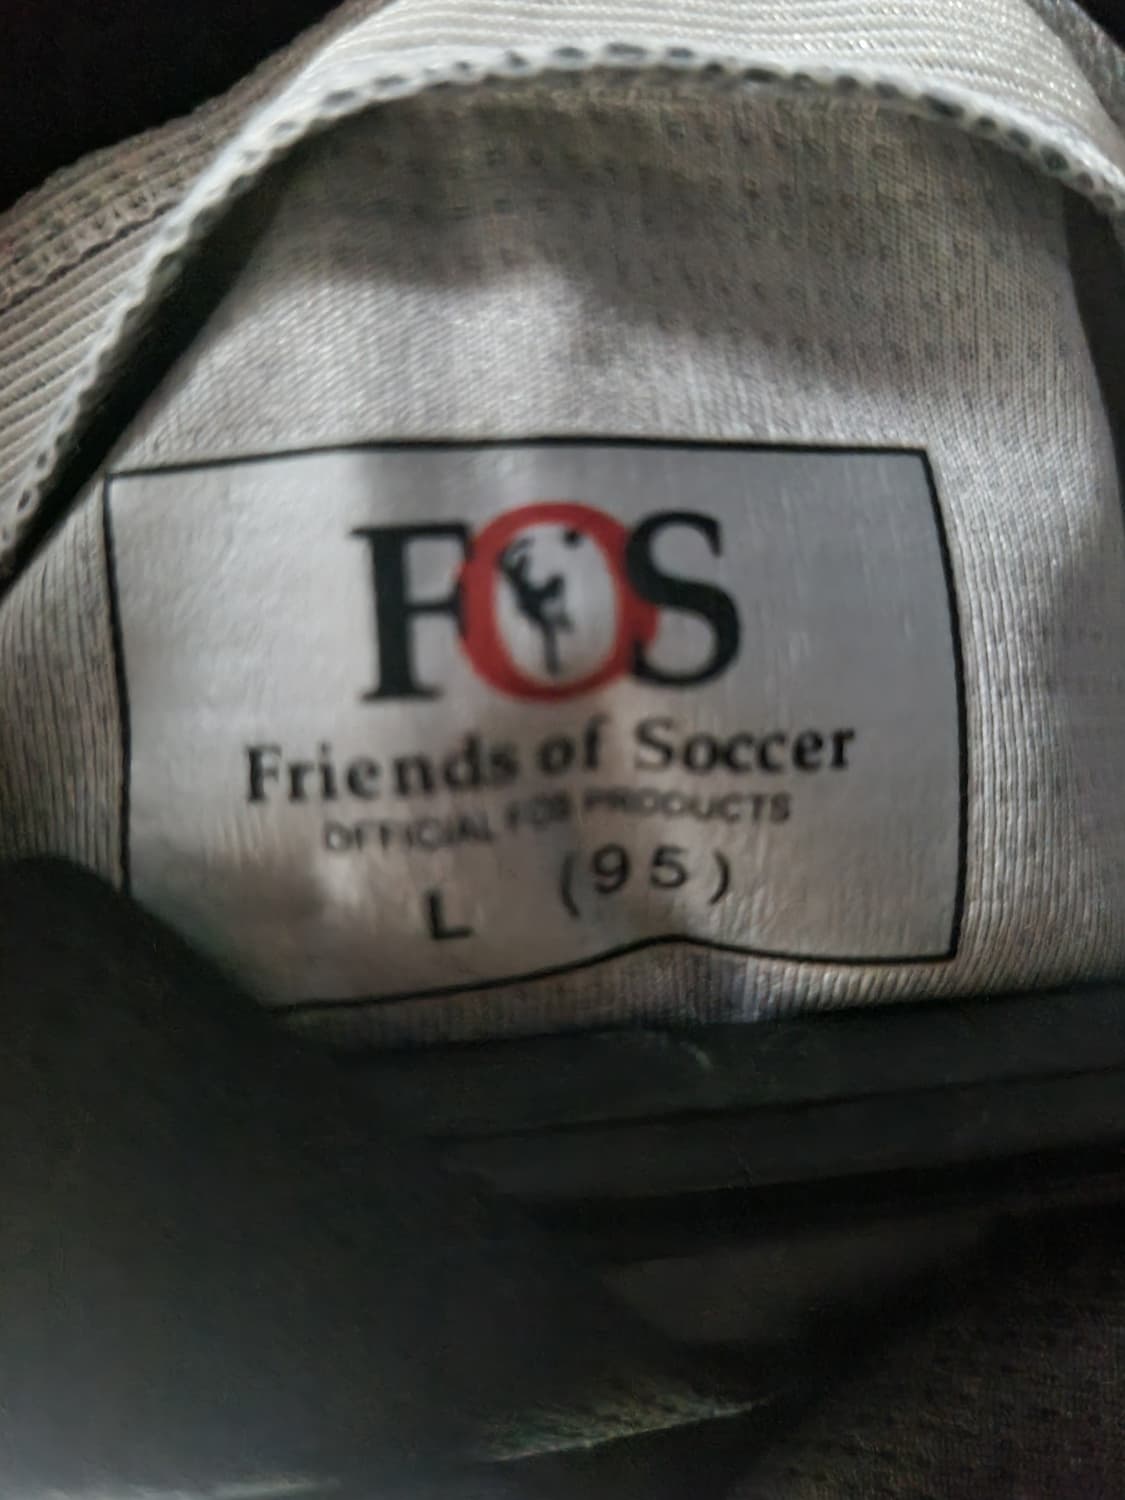 FOS
Friends of Soccer
OFFICIAL FOS PRODUCTS
L (95)